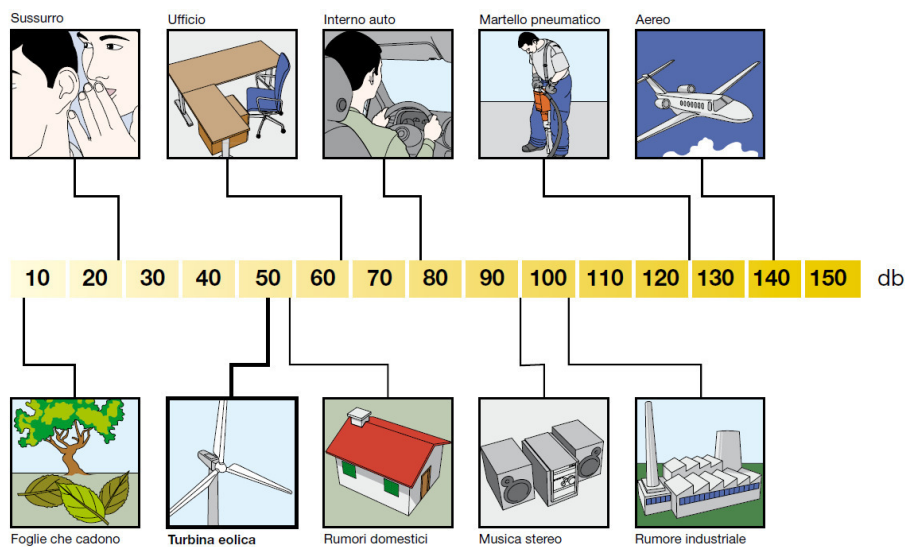 Sussurro
Ufficio
Interno auto
Martello pneumatico
Aereo
10 20 30 40 50 60 70 80 90 100 110 120 130 140 150 db
Foglie che cadono
Turbina eolica
Rumori domestici
Musica stereo
Rumore industriale